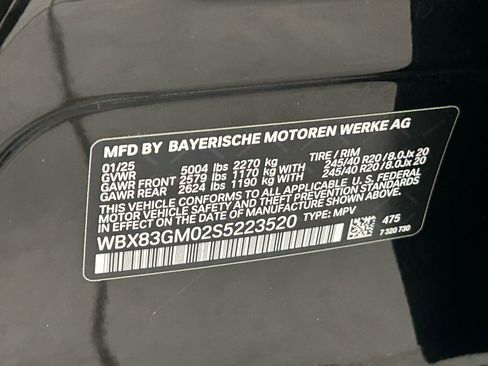 MFD BY BAYERISCHE MOTOREN WERKE AG
01/25 TIRE / RIM
GVWR 5004 lbs 2270 kg
GAWR FRONT 2579 lbs 1170 kg 245/40 R20 / 8.0Jx 20
GAWR REAR 2624 lbs 1190 kg 245/40 R20 / 8.0Jx 20
THIS VEHICLE CONFORMS TO ALL APPLICABLE U.S. FEDERAL
MOTOR VEHICLE SAFETY AND THEFT PREVENTION
STANDARDS IN EFFECT ON THE DATE OF MANUFACTURE SHOWN ABOVE.
WBX83GM02S5223520 TYPE: MPV
475
7 320 730